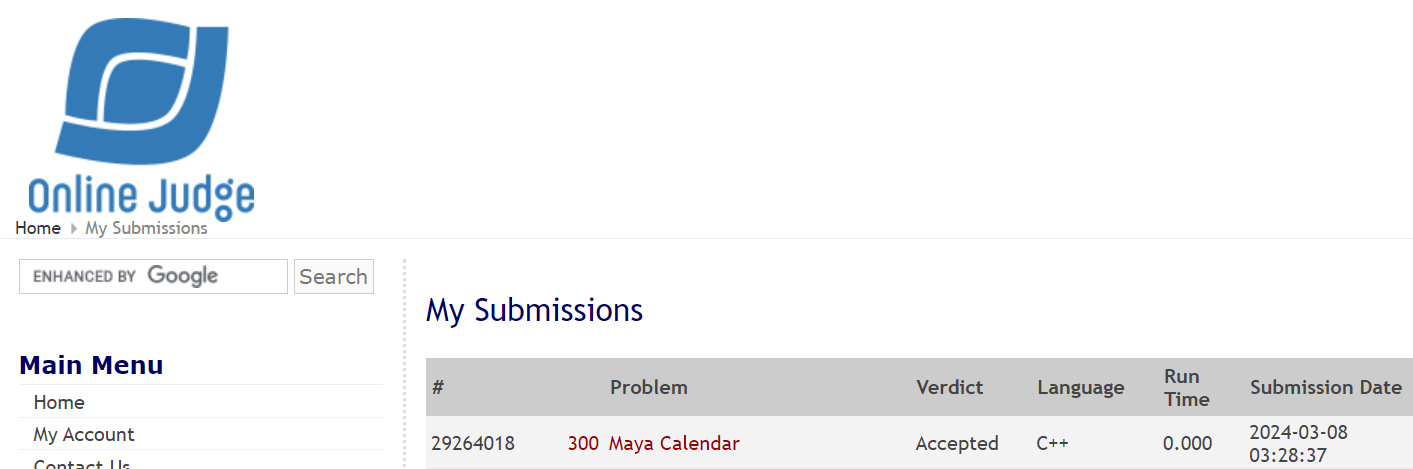 Online Judge
Home My Submissions
ENHANCED BY Google Search
Main Menu
Home
My Account
Contact Us
My Submissions
# Problem Verdict Language Run Time Submission Date
29264018 300 Maya Calendar Accepted C++ 0.000 2024-03-08 03:28:37